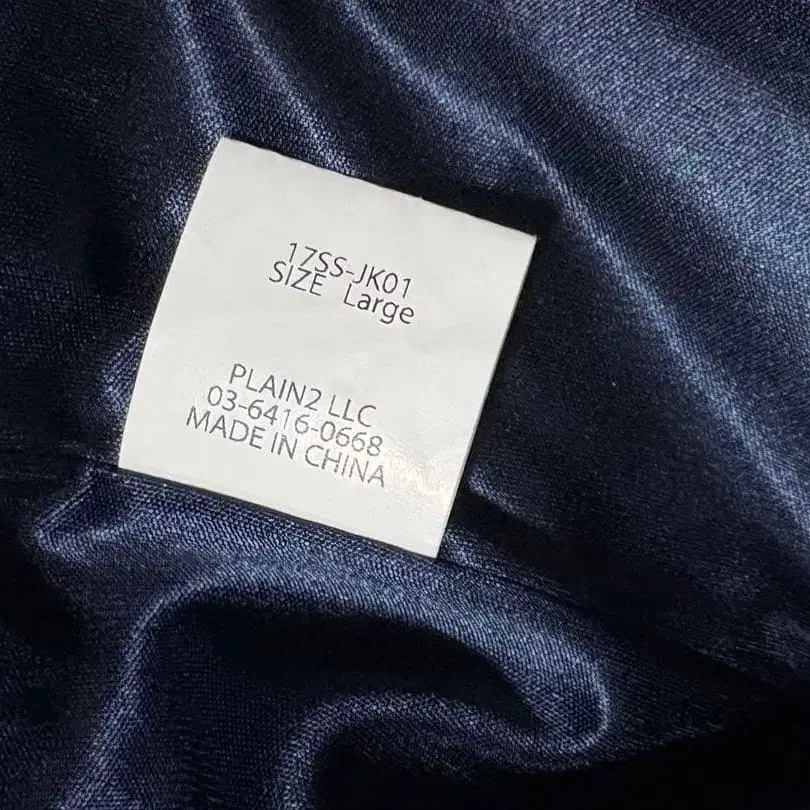 17SS-JK01
SIZE Large
PLAIN2 LLC
03-6416-0668
MADE IN CHINA